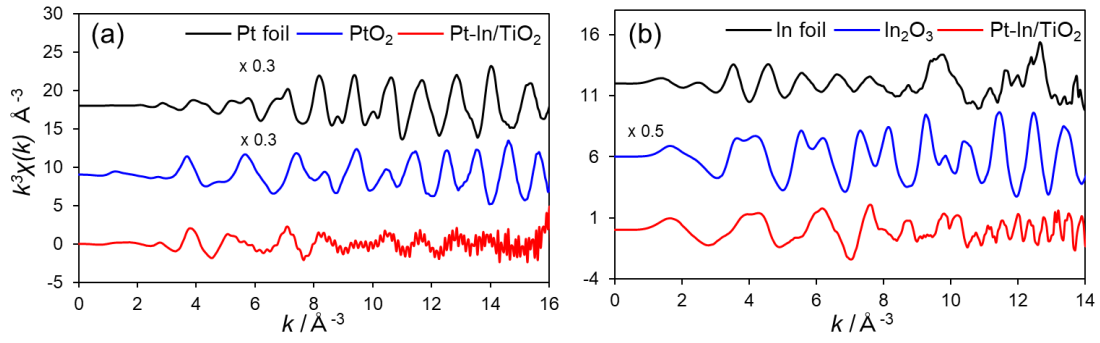 (a)
Pt foil PtO2 Pt-In/TiO2
x 0.3
x 0.3
k³χ(k) Å⁻³
30
25
20
15
10
5
0
-5
0 2 4 6 8 10 12 14 16
k / Å⁻³
(b)
In foil In2O3 Pt-In/TiO2
x 0.5
16
11
6
1
-4
0 2 4 6 8 10 12 14
k / Å⁻³